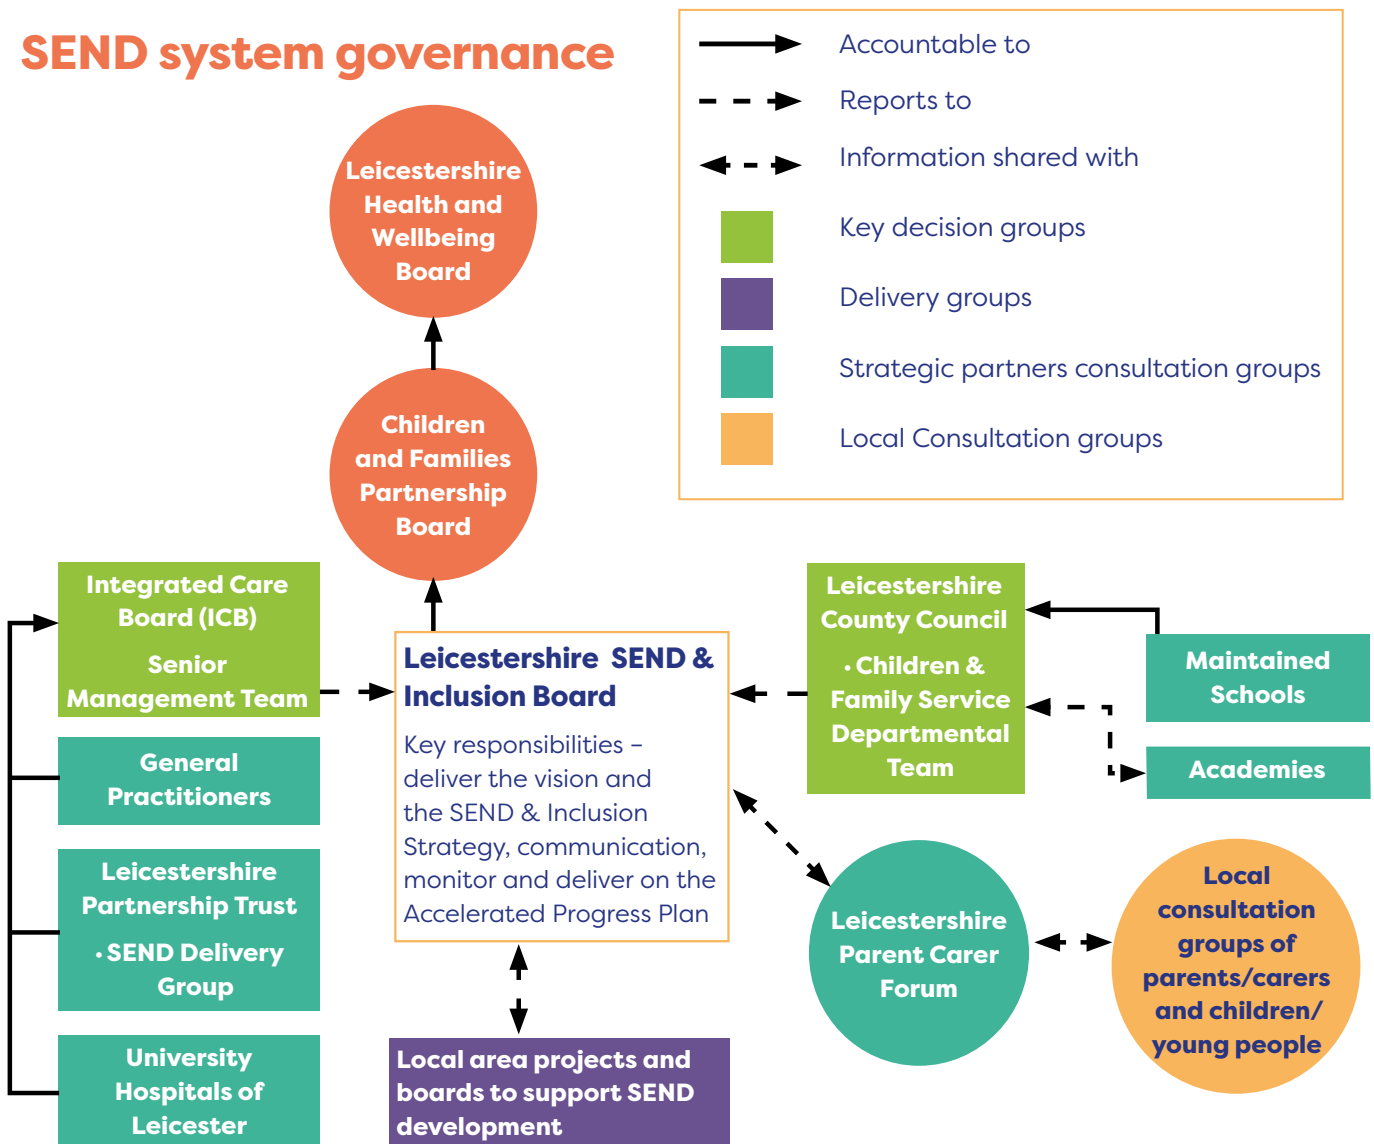 SEND system governance
Accountable to
Reports to
Information shared with
Key decision groups
Delivery groups
Strategic partners consultation groups
Local Consultation groups
Leicestershire
Health and
Wellbeing
Board
Children
and Families
Partnership
Board
Integrated Care
Board (ICB)
Senior
Management Team
General
Practitioners
Leicestershire
Partnership Trust
• SEND Delivery
Group
University
Hospitals of
Leicester
Leicestershire SEND &
Inclusion Board
Key responsibilities –
deliver the vision and
the SEND & Inclusion
Strategy, communication,
monitor and deliver on the
Accelerated Progress Plan
Local area projects and
boards to support SEND
development
Leicestershire
County Council
• Children &
Family Service
Departmental
Team
Maintained
Schools
Academies
Leicestershire
Parent Carer
Forum
Local
consultation
groups of
parents/carers
and children/
young people